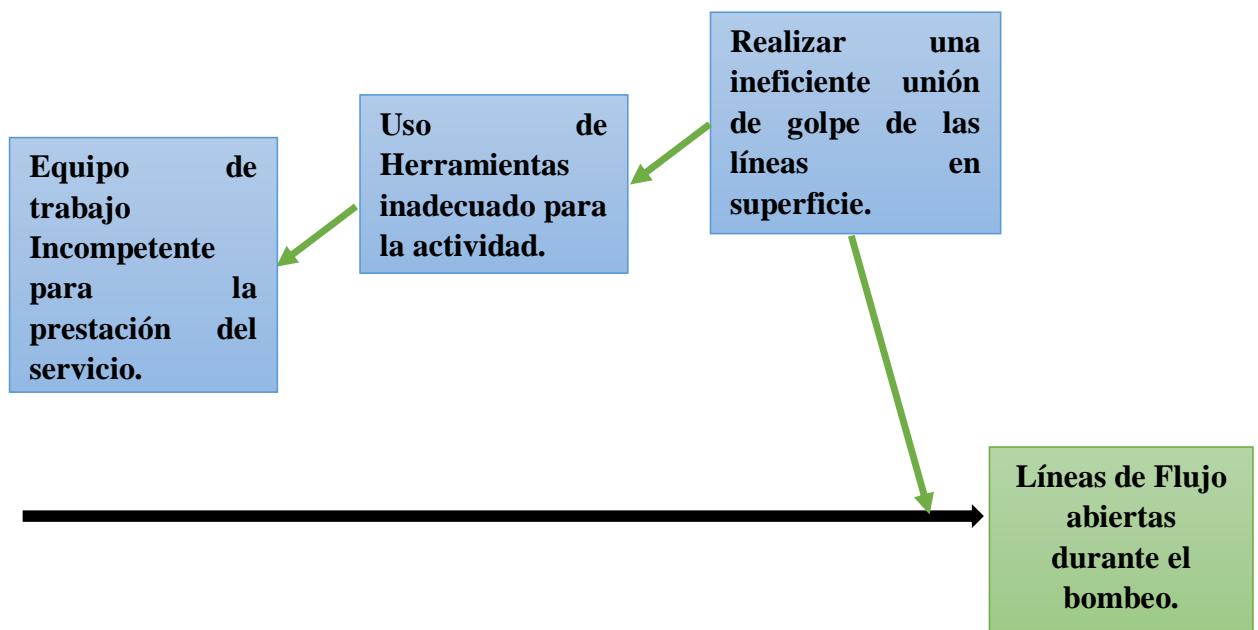 Equipo de
trabajo
Incompetente
para la
prestación del
servicio.
Uso de
Herramientas
inadecuado para
la actividad.
Realizar una
ineficiente unión
de golpe de las
líneas en
superficie.
Líneas de Flujo
abiertas
durante el
bombeo.